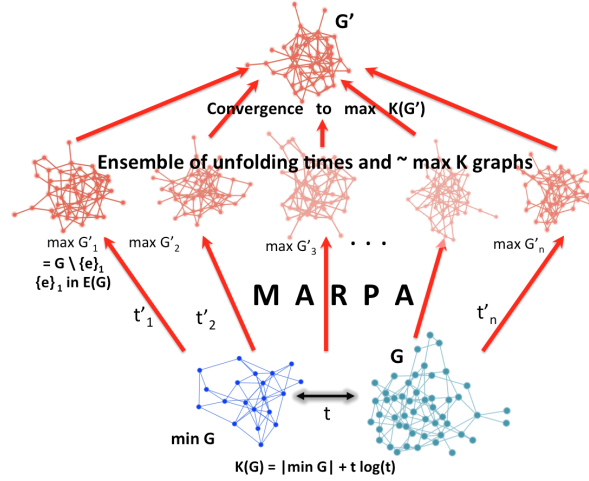 G’
Convergence to max K(G’)
Ensemble of unfolding times and ~ max K graphs
max G’1
max G’2
max G’3
. . .
max G’n
= G \ {e}1
{e}1 in E(G)
M A R P A
t’1
t’2
t’n
G
t
min G
K(G) = |min G| + t log(t)